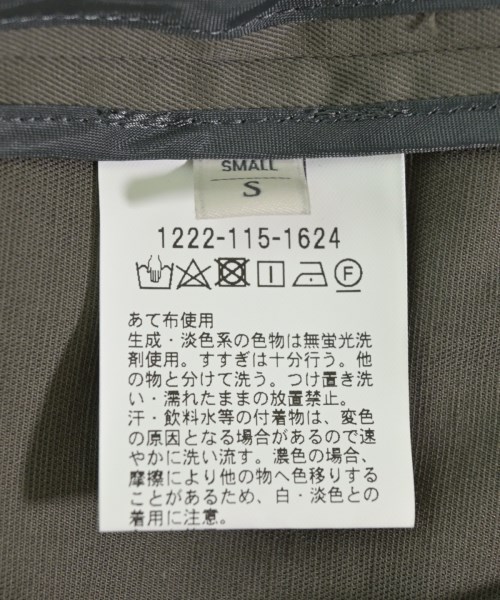 SMALL
S
1222-115-1624
F
あて布使用
生成・淡色系の色物は無蛍光洗
剤使用。すすぎは十分行う。他
の物と分けて洗う。つけ置き洗
い・濡れたままの放置禁止。
汗・飲料水等の付着物は、変色
の原因となる場合があるので速
やかに洗い流す。濃色の場合、
摩擦により他の物へ色移りする
ことがあるため、白・淡色との
着用に注意。